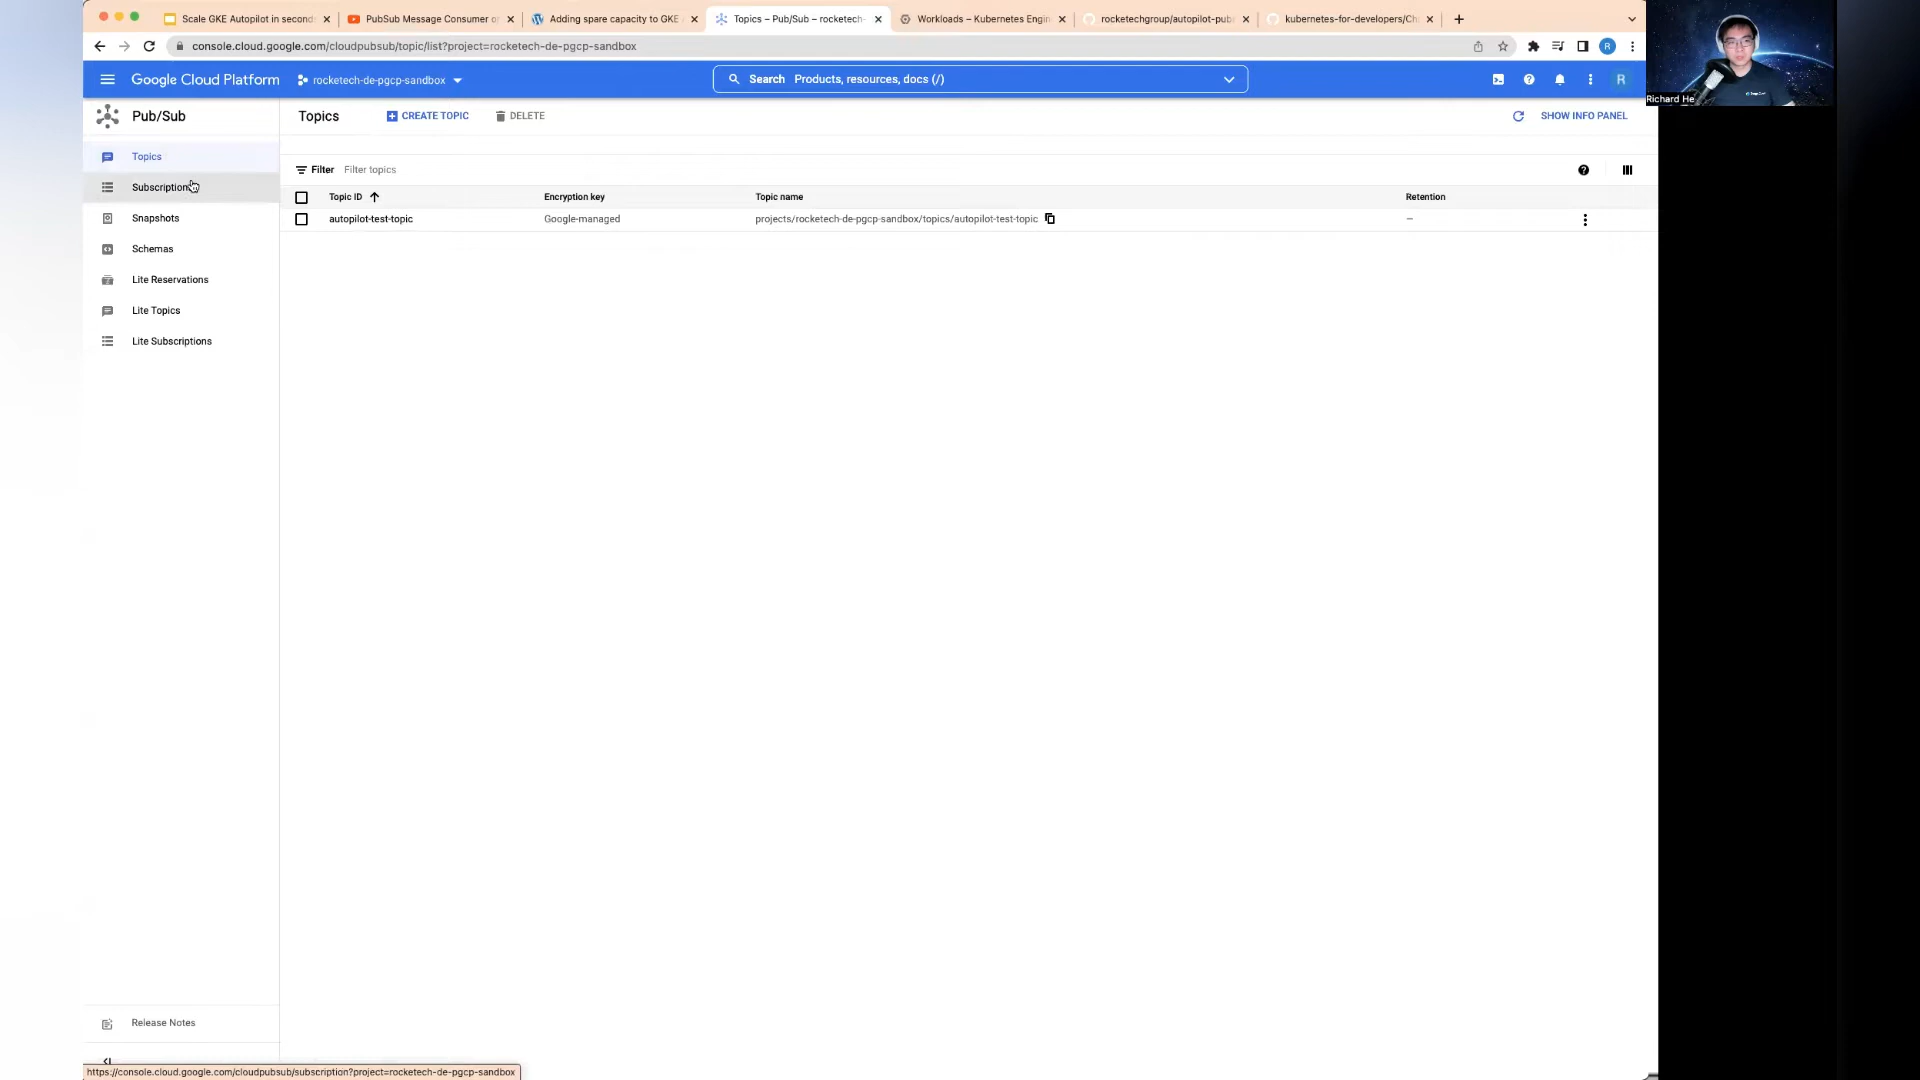 Scale GKE Autopilot in second
PubSub Message Consumer o
Adding spare capacity to GKE
Topics – Pub/Sub – rocketech-
Workloads – Kubernetes Engin
rocketechgroup/autopilot-pub
kubernetes-for-developers/Ch
console.cloud.google.com/cloudpubsub/topic/list?project=rocketech-de-pgcp-sandbox
R
Richard He
Google Cloud Platform
rocketech-de-pgcp-sandbox
Search Products, resources, docs (/)
R
Pub/Sub
Topics
CREATE TOPIC
DELETE
SHOW INFO PANEL
Topics
Subscription
Snapshots
Schemas
Lite Reservations
Lite Topics
Lite Subscriptions
Filter Filter topics
Topic ID Encryption key Topic name Retention
autopilot-test-topic Google-managed projects/rocketech-de-pgcp-sandbox/topics/autopilot-test-topic –
Release Notes
https://console.cloud.google.com/cloudpubsub/subscription?project=rocketech-de-pgcp-sandbox